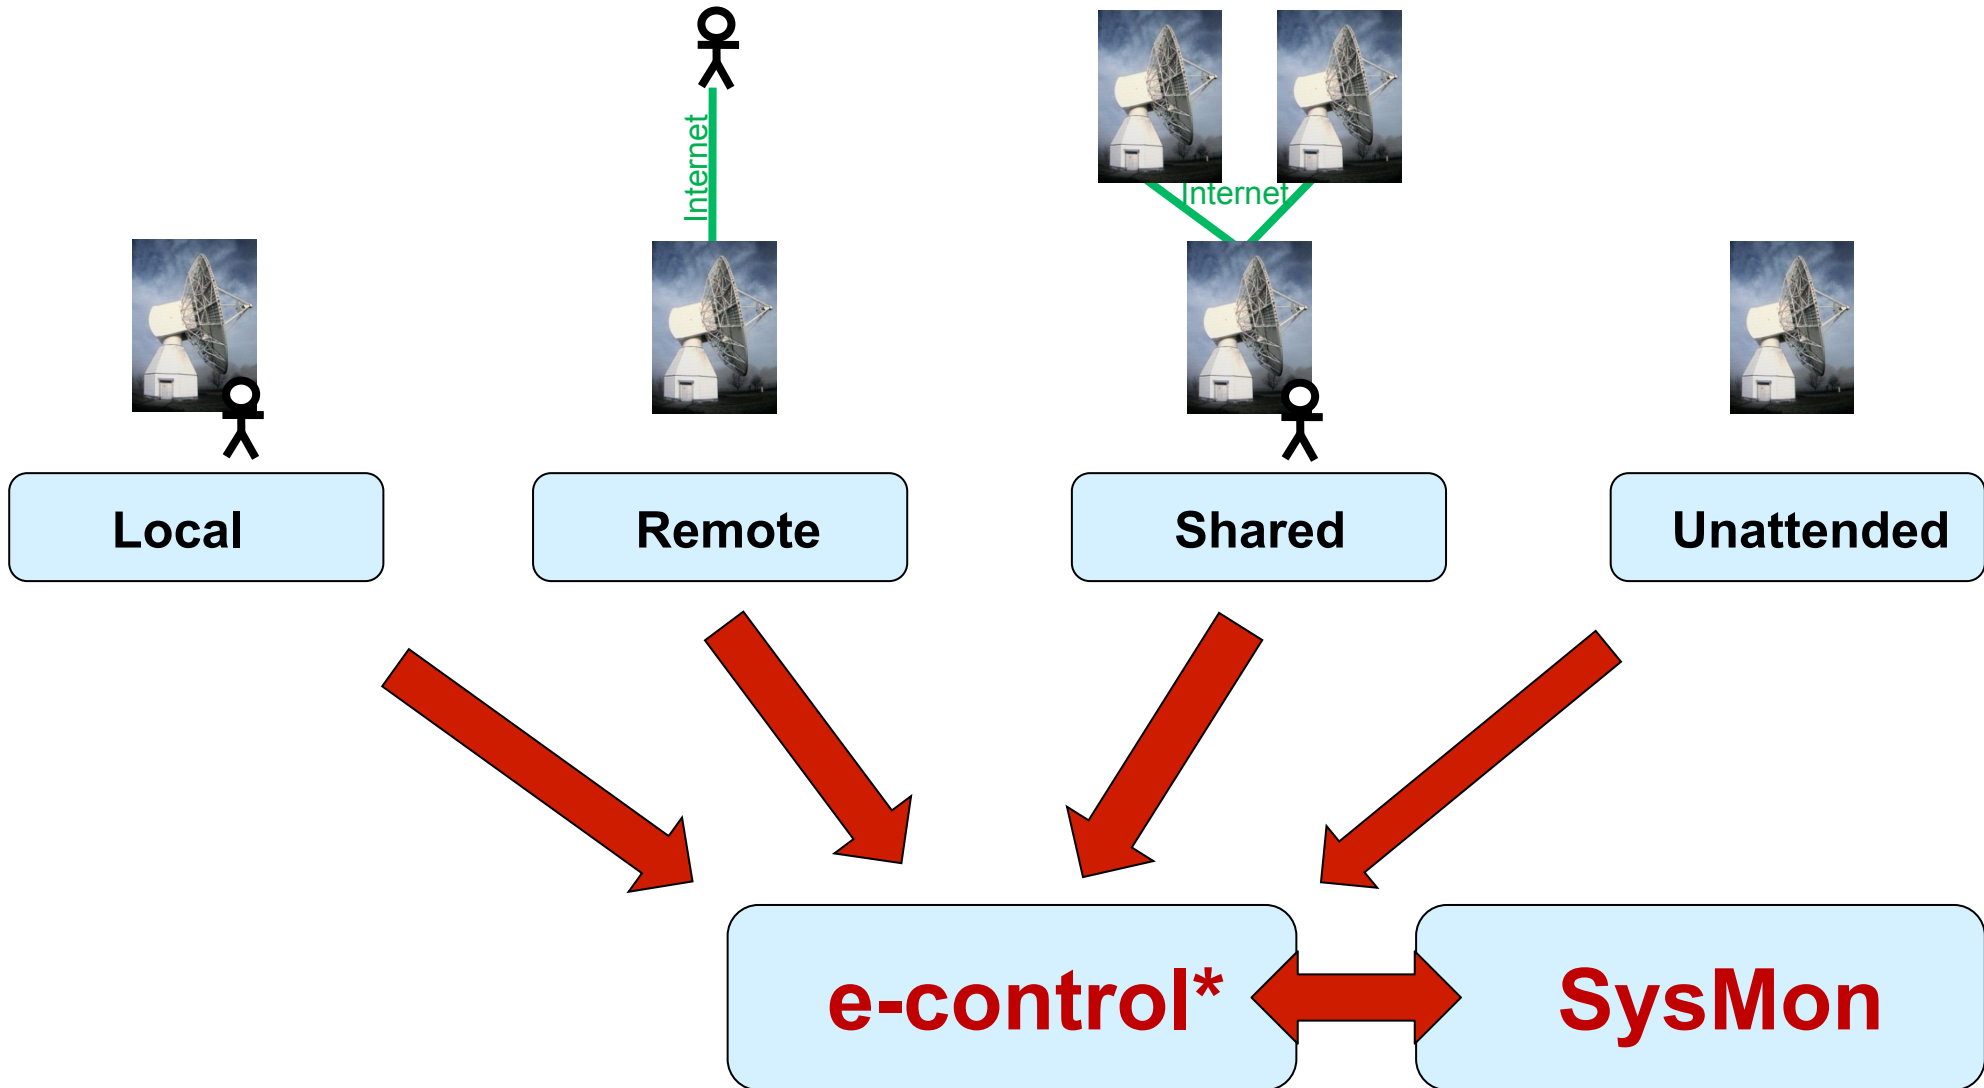 Internet
Internet
Local
Remote
Shared
Unattended
e-control*
SysMon